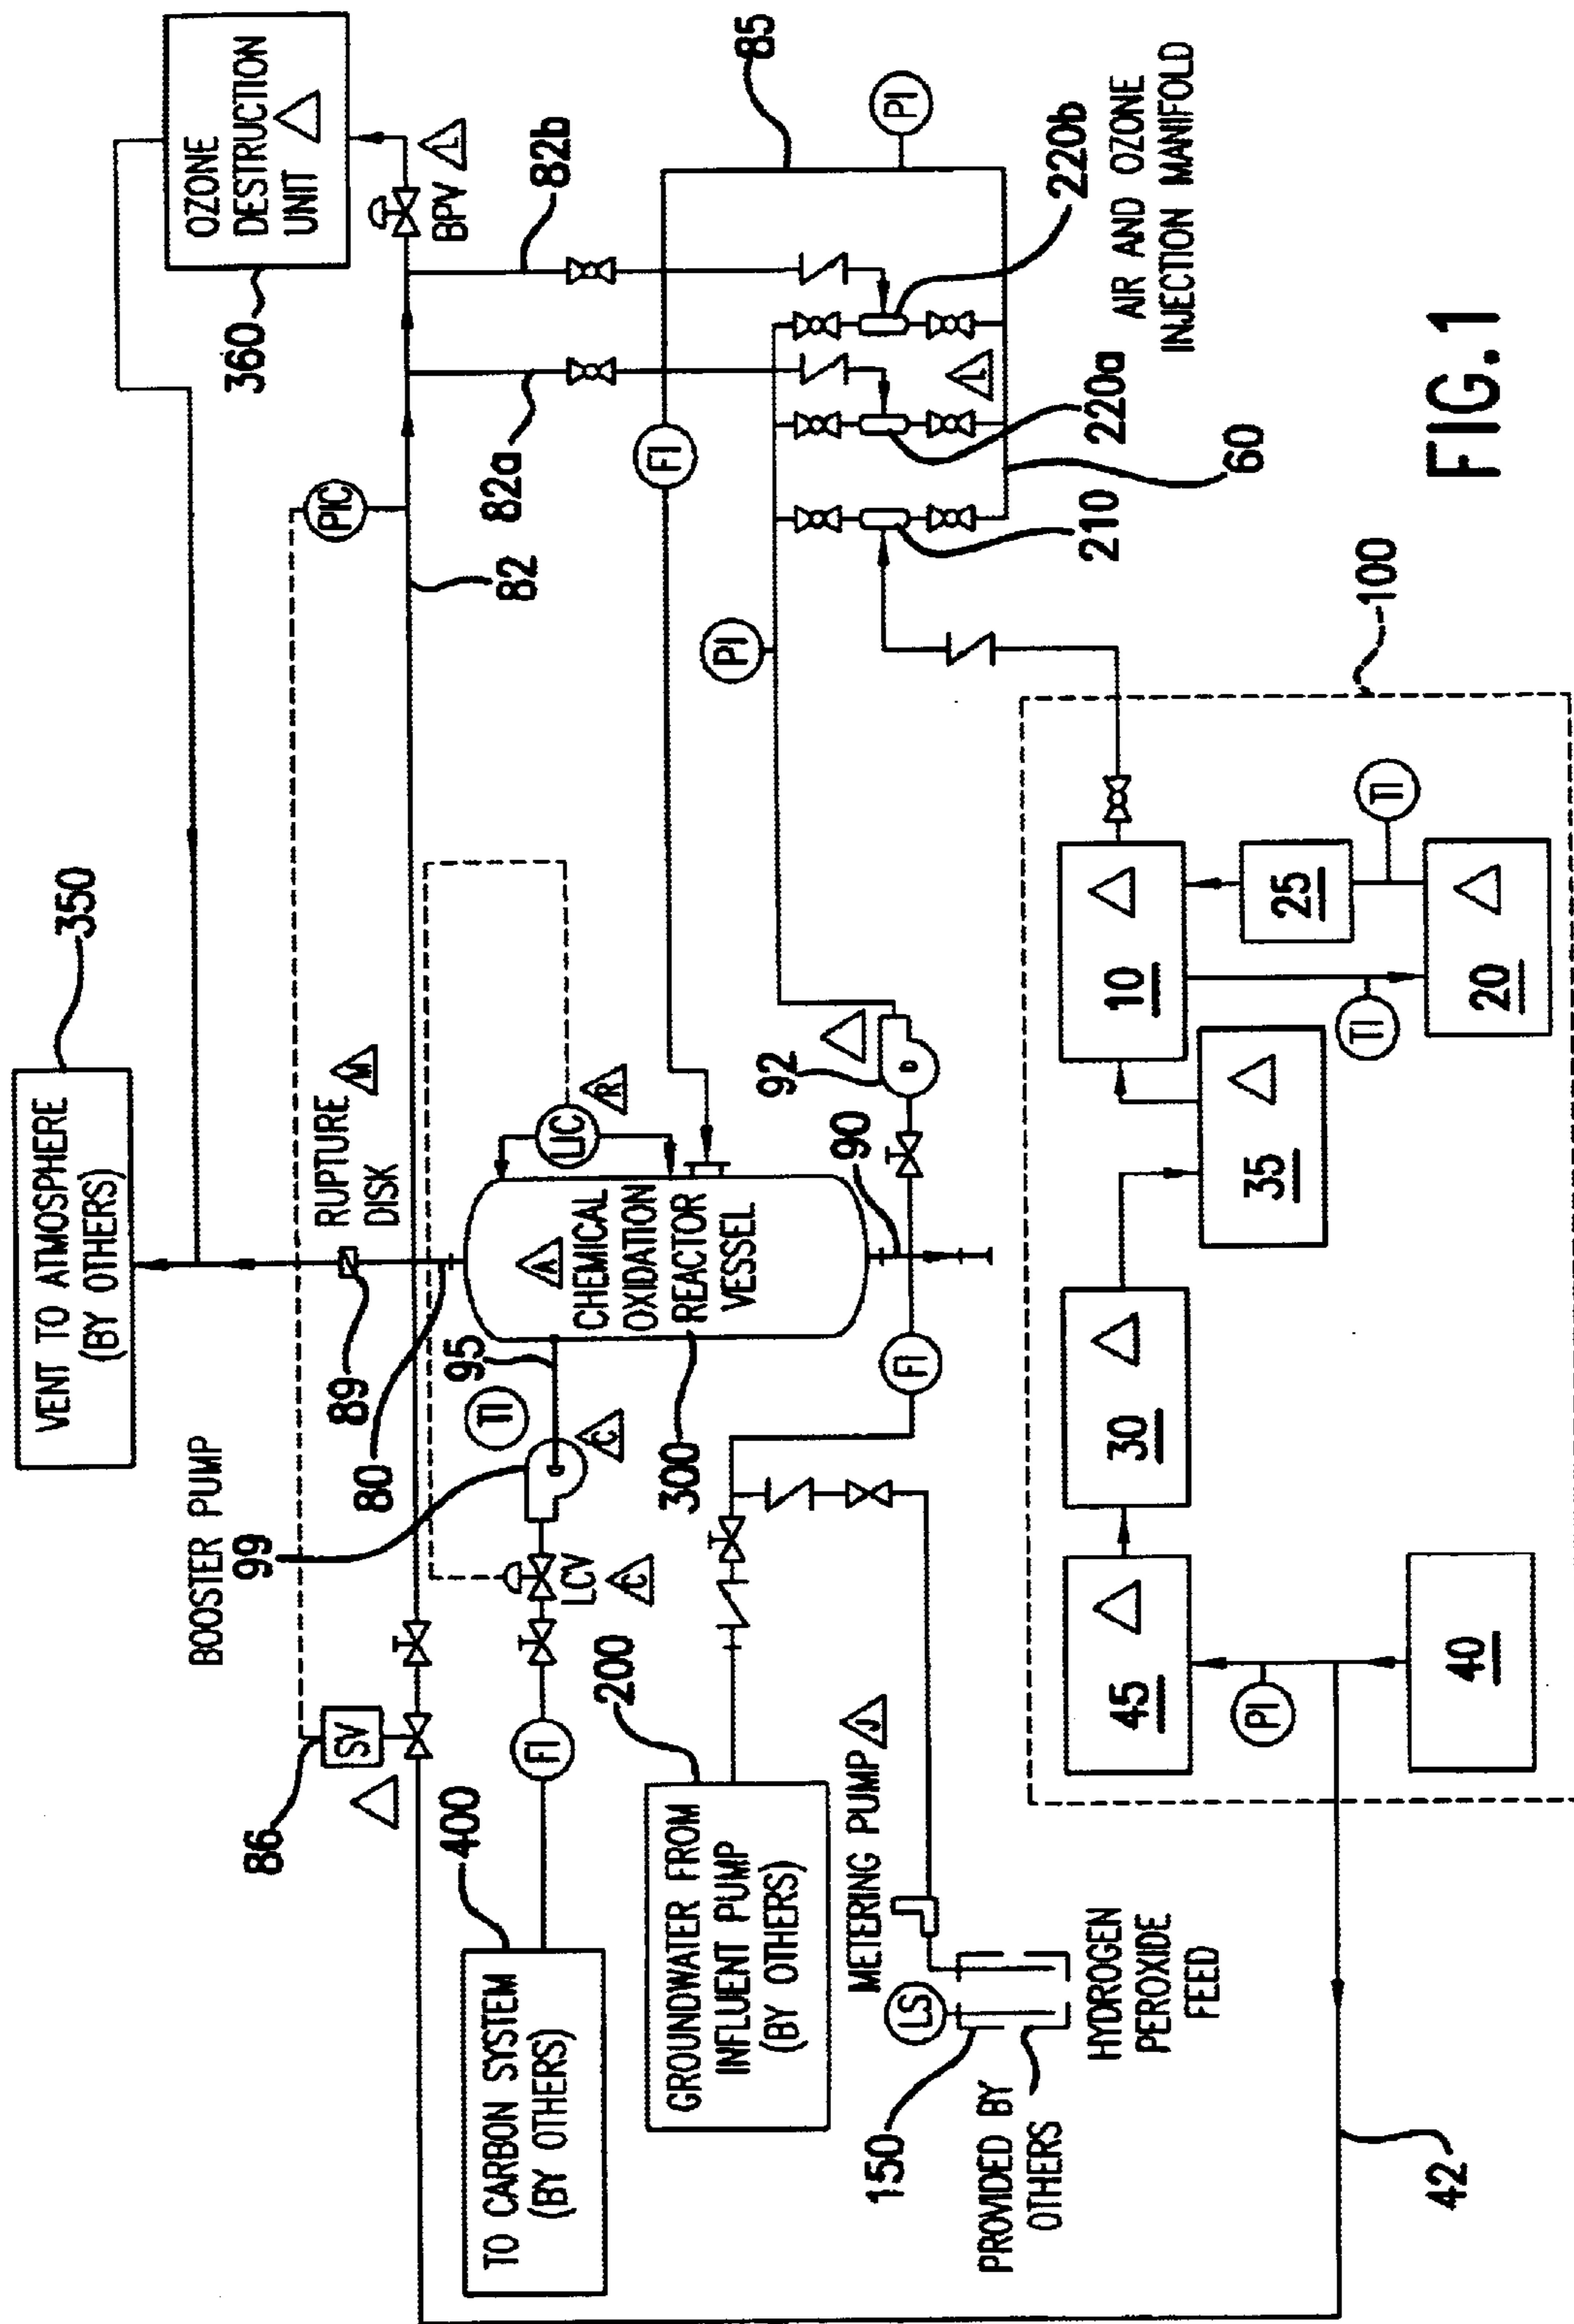 350
VENT TO ATMOSPHERE
(BY OTHERS)
OZONE
DESTRUCTION
UNIT
360
BOOSTER PUMP
99
RUPTURE
DISK
M
89
80
PIC
86
SV
82
BPV
L
82a
82b
400
TO CARBON SYSTEM
(BY OTHERS)
FI
LCV
C
C
TI
95
LIC
R
A
CHEMICAL
OXIDATION
REACTOR
VESSEL
300
FI
85
PI
200
GROUNDWATER FROM
INFLUENT PUMP
(BY OTHERS)
FI
90
92
D
PI
L
210
220a
220b
60
AIR AND OZONE
INJECTION MANIFOLD
METERING PUMP
J
LS
150
PROVIDED BY
OTHERS
HYDROGEN
PEROXIDE
FEED
42
100
45
30
35
10
25
TI
PI
40
TI
20
FIG.1